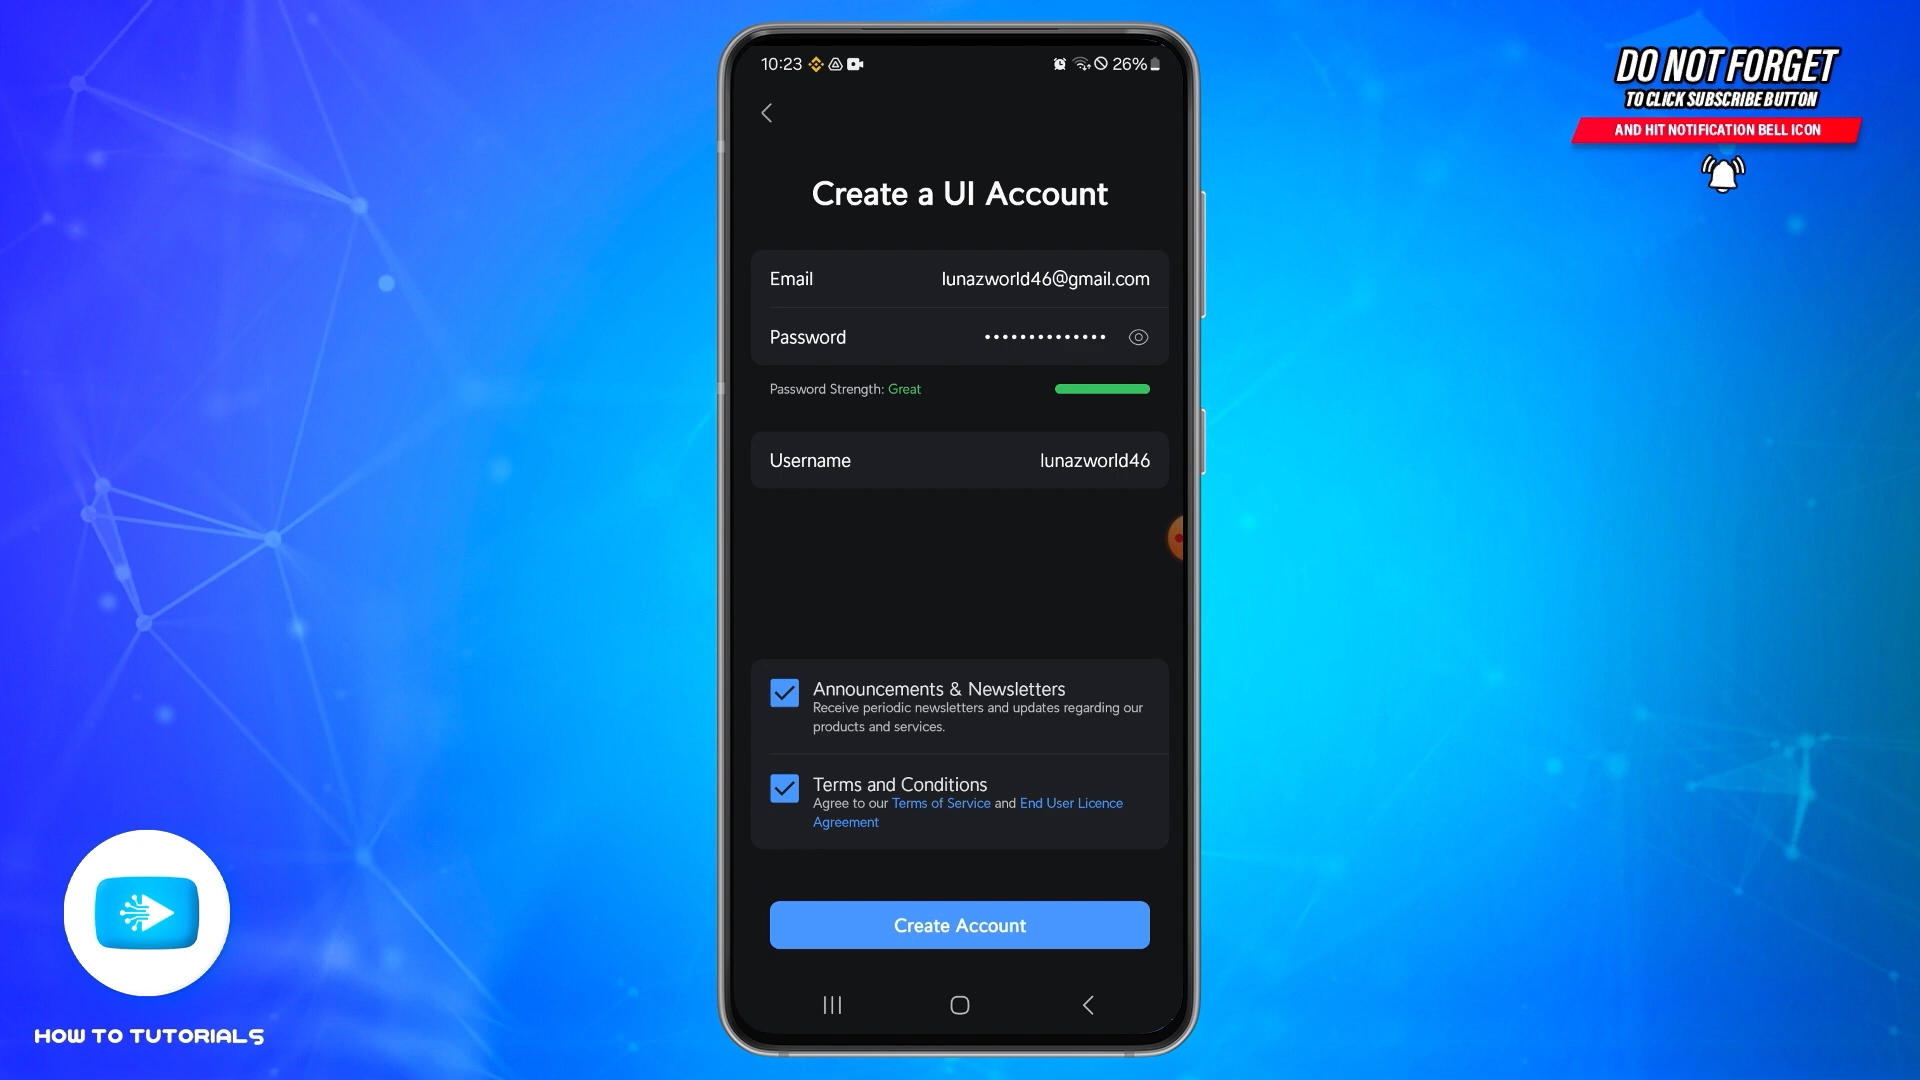 10:23
26%
DO NOT FORGET
TO CLICK SUBSCRIBE BUTTON
AND HIT NOTIFICATION BELL ICON
Create a UI Account
Email lunazworld46@gmail.com
Password ••••••••••••••
Password Strength: Great
Username lunazworld46
Announcements & Newsletters
Receive periodic newsletters and updates regarding our
products and services.
Terms and Conditions
Agree to our Terms of Service and End User Licence
Agreement
Create Account
HOW TO TUTORIALS